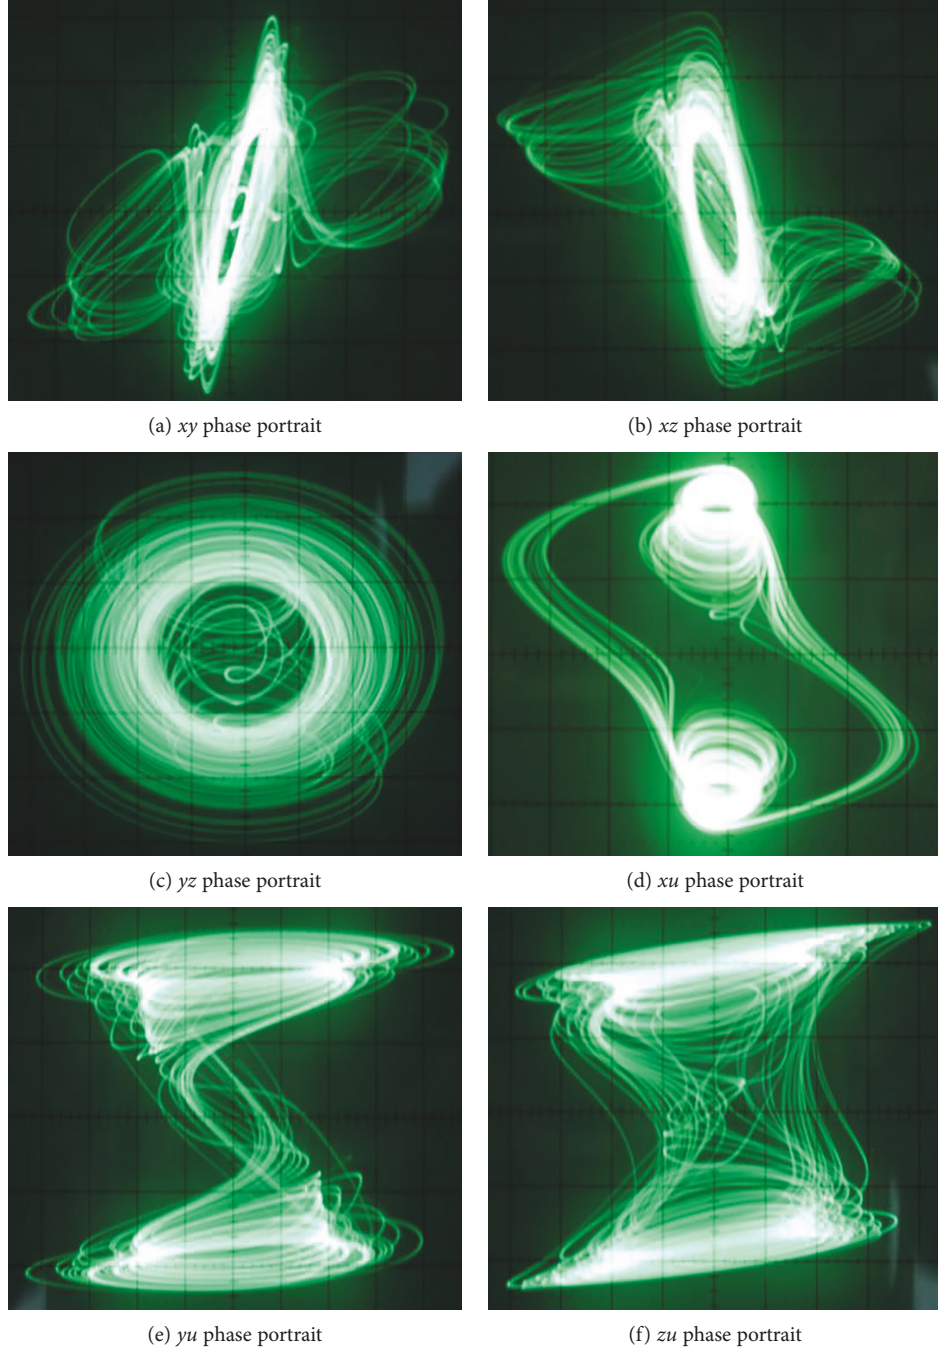 (a) xy phase portrait
(b) xz phase portrait
(c) yz phase portrait
(d) xu phase portrait
(e) yu phase portrait
(f) zu phase portrait